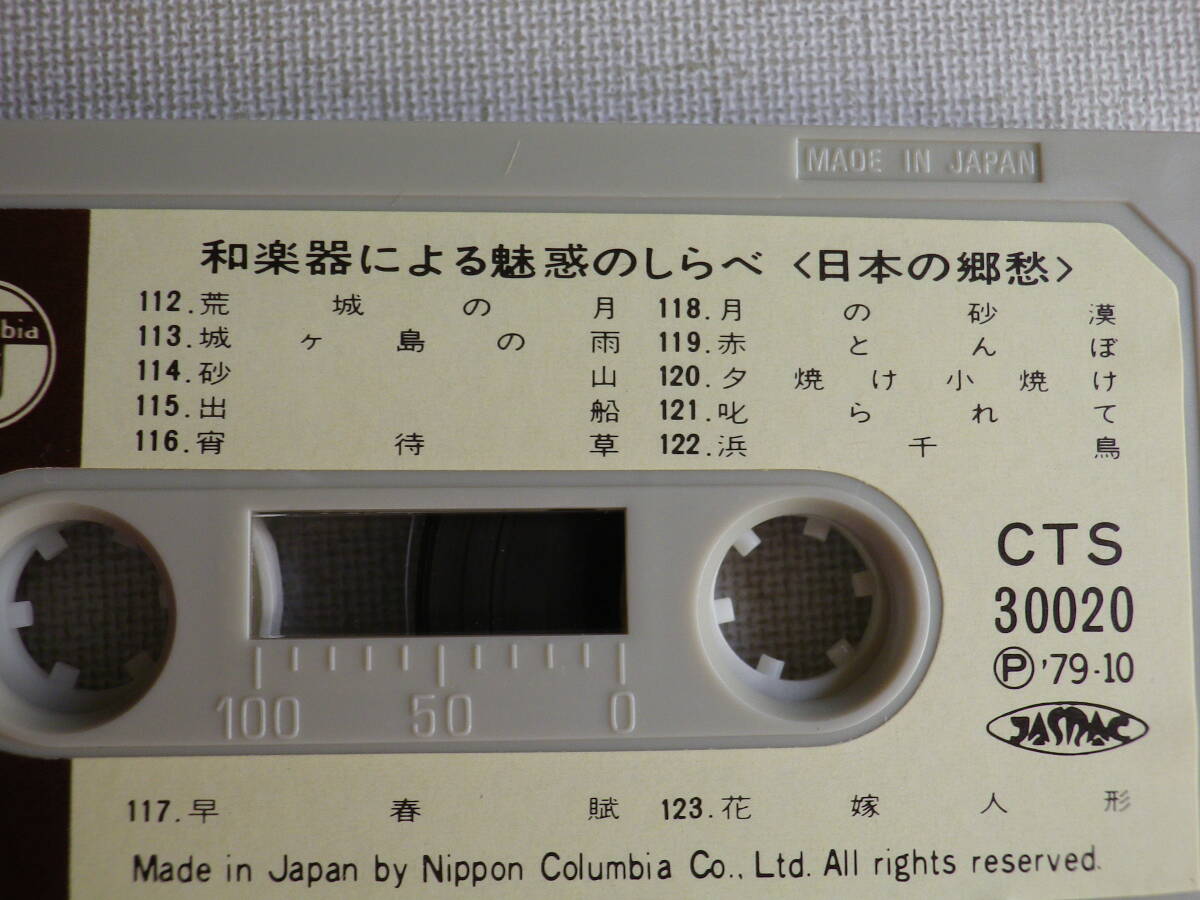 MADE IN JAPAN
和楽器による魅惑のしらべ〈日本の郷愁〉
bia
112.荒城の月
113.城ヶ島の雨
114.砂山
115.出船
116.宵待草
118.月の砂漠
119.赤とんぼ
120.夕焼け小焼け
121.叱られて
122.浜千鳥
CTS
30020
Ⓟ'79-10
JASRAC
100 50 0
117.早春賦
123.花嫁人形
Made in Japan by Nippon Columbia Co., Ltd. All rights reserved.